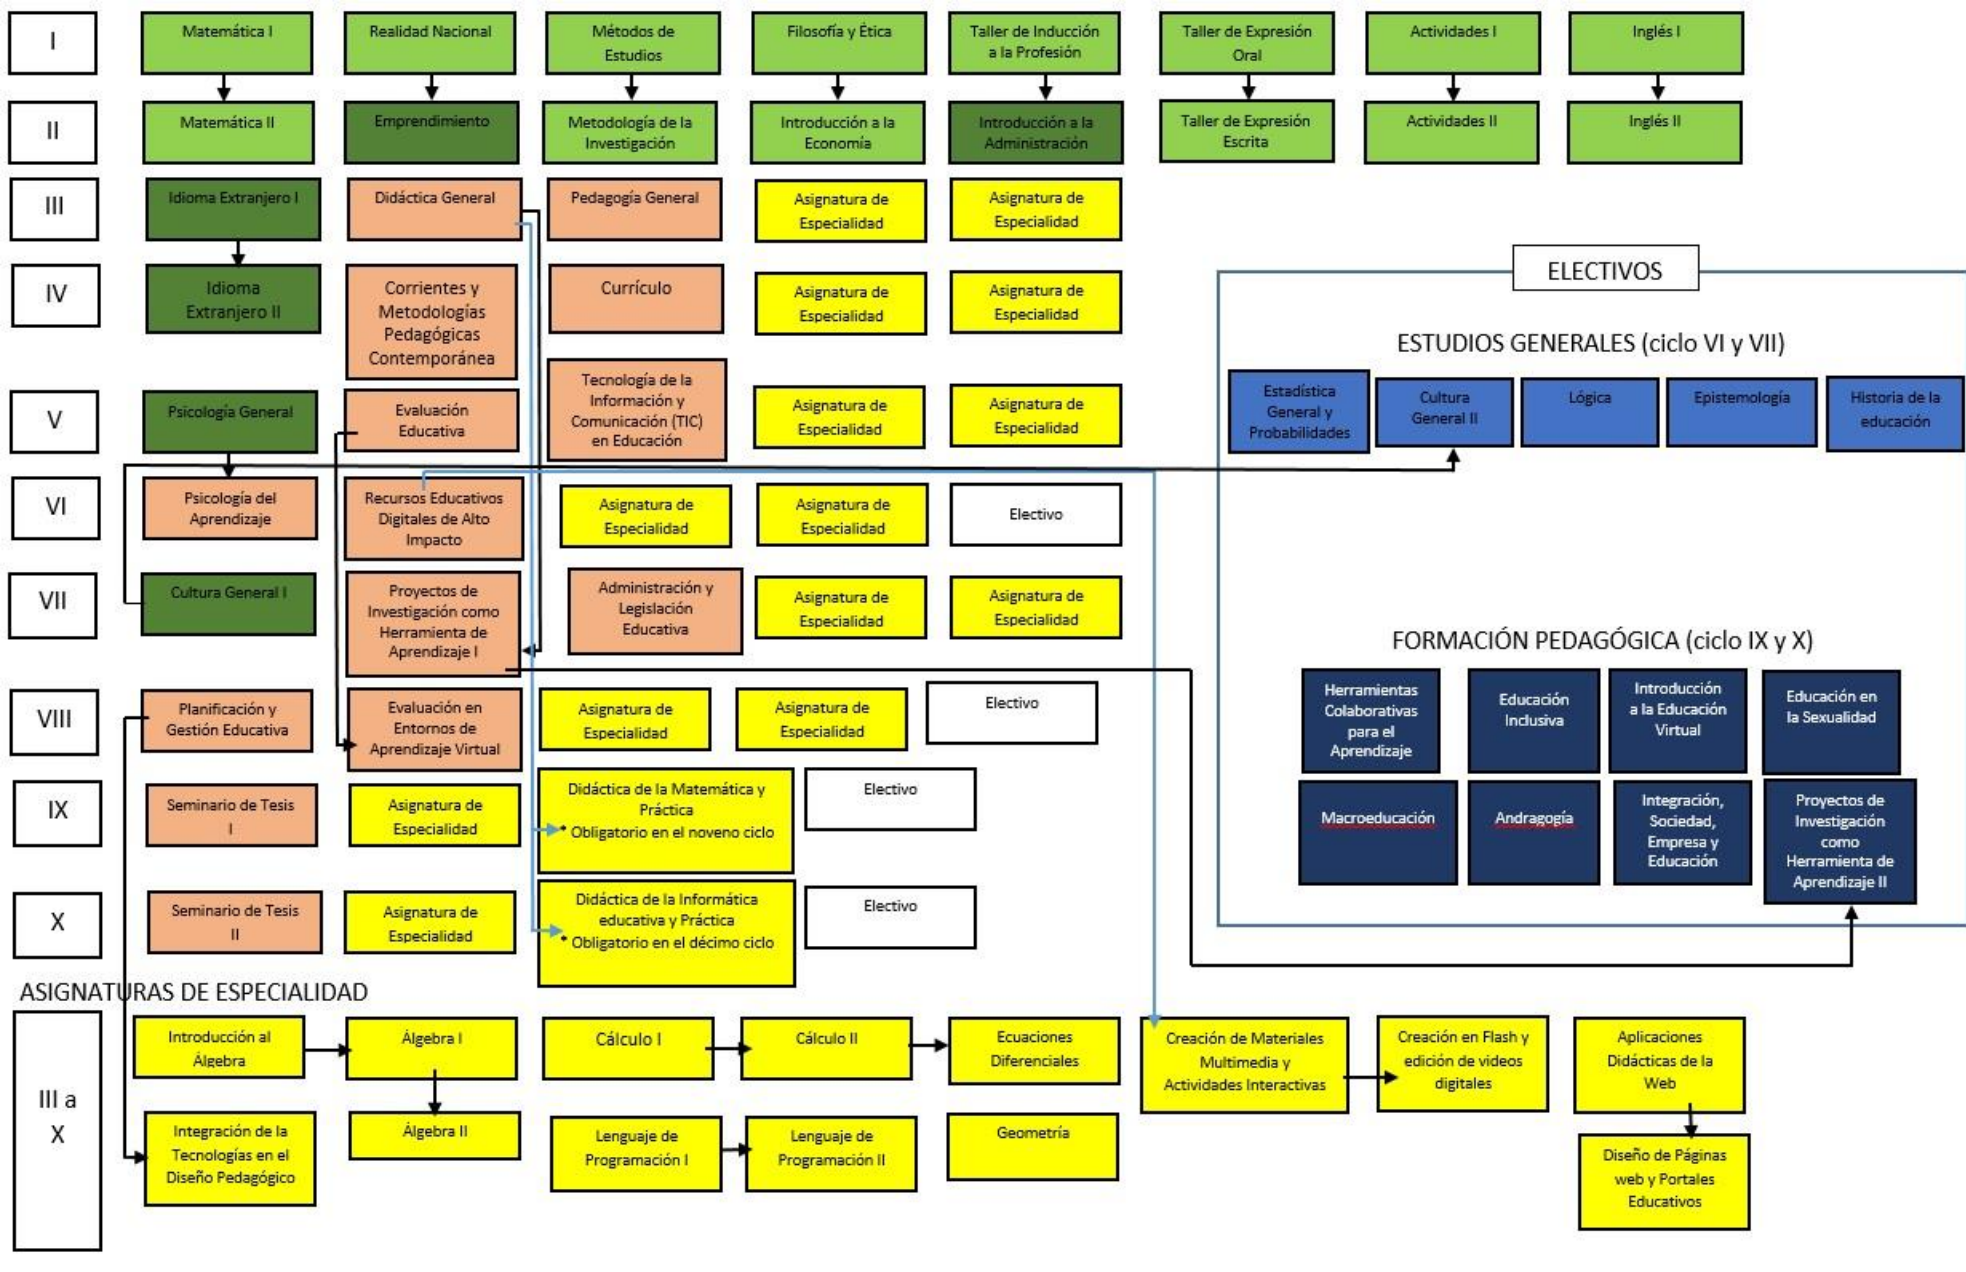 I
Matemática I
Realidad Nacional
Métodos de
Estudios
Filosofía y Ética
Taller de Inducción
a la Profesión
Taller de Expresión
Oral
Actividades I
Inglés I
II
Matemática II
Emprendimiento
Metodología de la
Investigación
Introducción a la
Economía
Introducción a la
Administración
Taller de Expresión
Escrita
Actividades II
Inglés II
III
Idioma Extranjero I
Didáctica General
Pedagogía General
Asignatura de
Especialidad
Asignatura de
Especialidad
IV
Idioma
Extranjero II
Corrientes y
Metodologías
Pedagógicas
Contemporánea
Currículo
Asignatura de
Especialidad
Asignatura de
Especialidad
V
Psicología General
Evaluación
Educativa
Tecnología de la
Información y
Comunicación (TIC)
en Educación
Asignatura de
Especialidad
Asignatura de
Especialidad
VI
Psicología del
Aprendizaje
Recursos Educativos
Digitales de Alto
Impacto
Asignatura de
Especialidad
Asignatura de
Especialidad
Electivo
VII
Cultura General I
Proyectos de
Investigación como
Herramienta de
Aprendizaje I
Administración y
Legislación
Educativa
Asignatura de
Especialidad
Asignatura de
Especialidad
VIII
Planificación y
Gestión Educativa
Evaluación en
Entornos de
Aprendizaje Virtual
Asignatura de
Especialidad
Asignatura de
Especialidad
Electivo
IX
Seminario de Tesis
I
Asignatura de
Especialidad
Didáctica de la Matemática y
Práctica
* Obligatorio en el noveno ciclo
Electivo
X
Seminario de Tesis
II
Asignatura de
Especialidad
Didáctica de la Informática
educativa y Práctica
* Obligatorio en el décimo ciclo
Electivo
ELECTIVOS
ESTUDIOS GENERALES (ciclo VI y VII)
Estadística
General y
Probabilidades
Cultura
General II
Lógica
Epistemología
Historia de la
educación
FORMACIÓN PEDAGÓGICA (ciclo IX y X)
Herramientas
Colaborativas
para el
Aprendizaje
Educación
Inclusiva
Introducción
a la Educación
Virtual
Educación en
la Sexualidad
Macroeducación
Andragogía
Integración,
Sociedad,
Empresa y
Educación
Proyectos de
Investigación
como
Herramienta de
Aprendizaje II
ASIGNATURAS DE ESPECIALIDAD
III a
X
Introducción al
Álgebra
Álgebra I
Cálculo I
Cálculo II
Ecuaciones
Diferenciales
Creación de Materiales
Multimedia y
Actividades Interactivas
Creación en Flash y
edición de videos
digitales
Aplicaciones
Didácticas de la
Web
Integración de la
Tecnologías en el
Diseño Pedagógico
Álgebra II
Lenguaje de
Programación I
Lenguaje de
Programación II
Geometría
Diseño de Páginas
web y Portales
Educativos